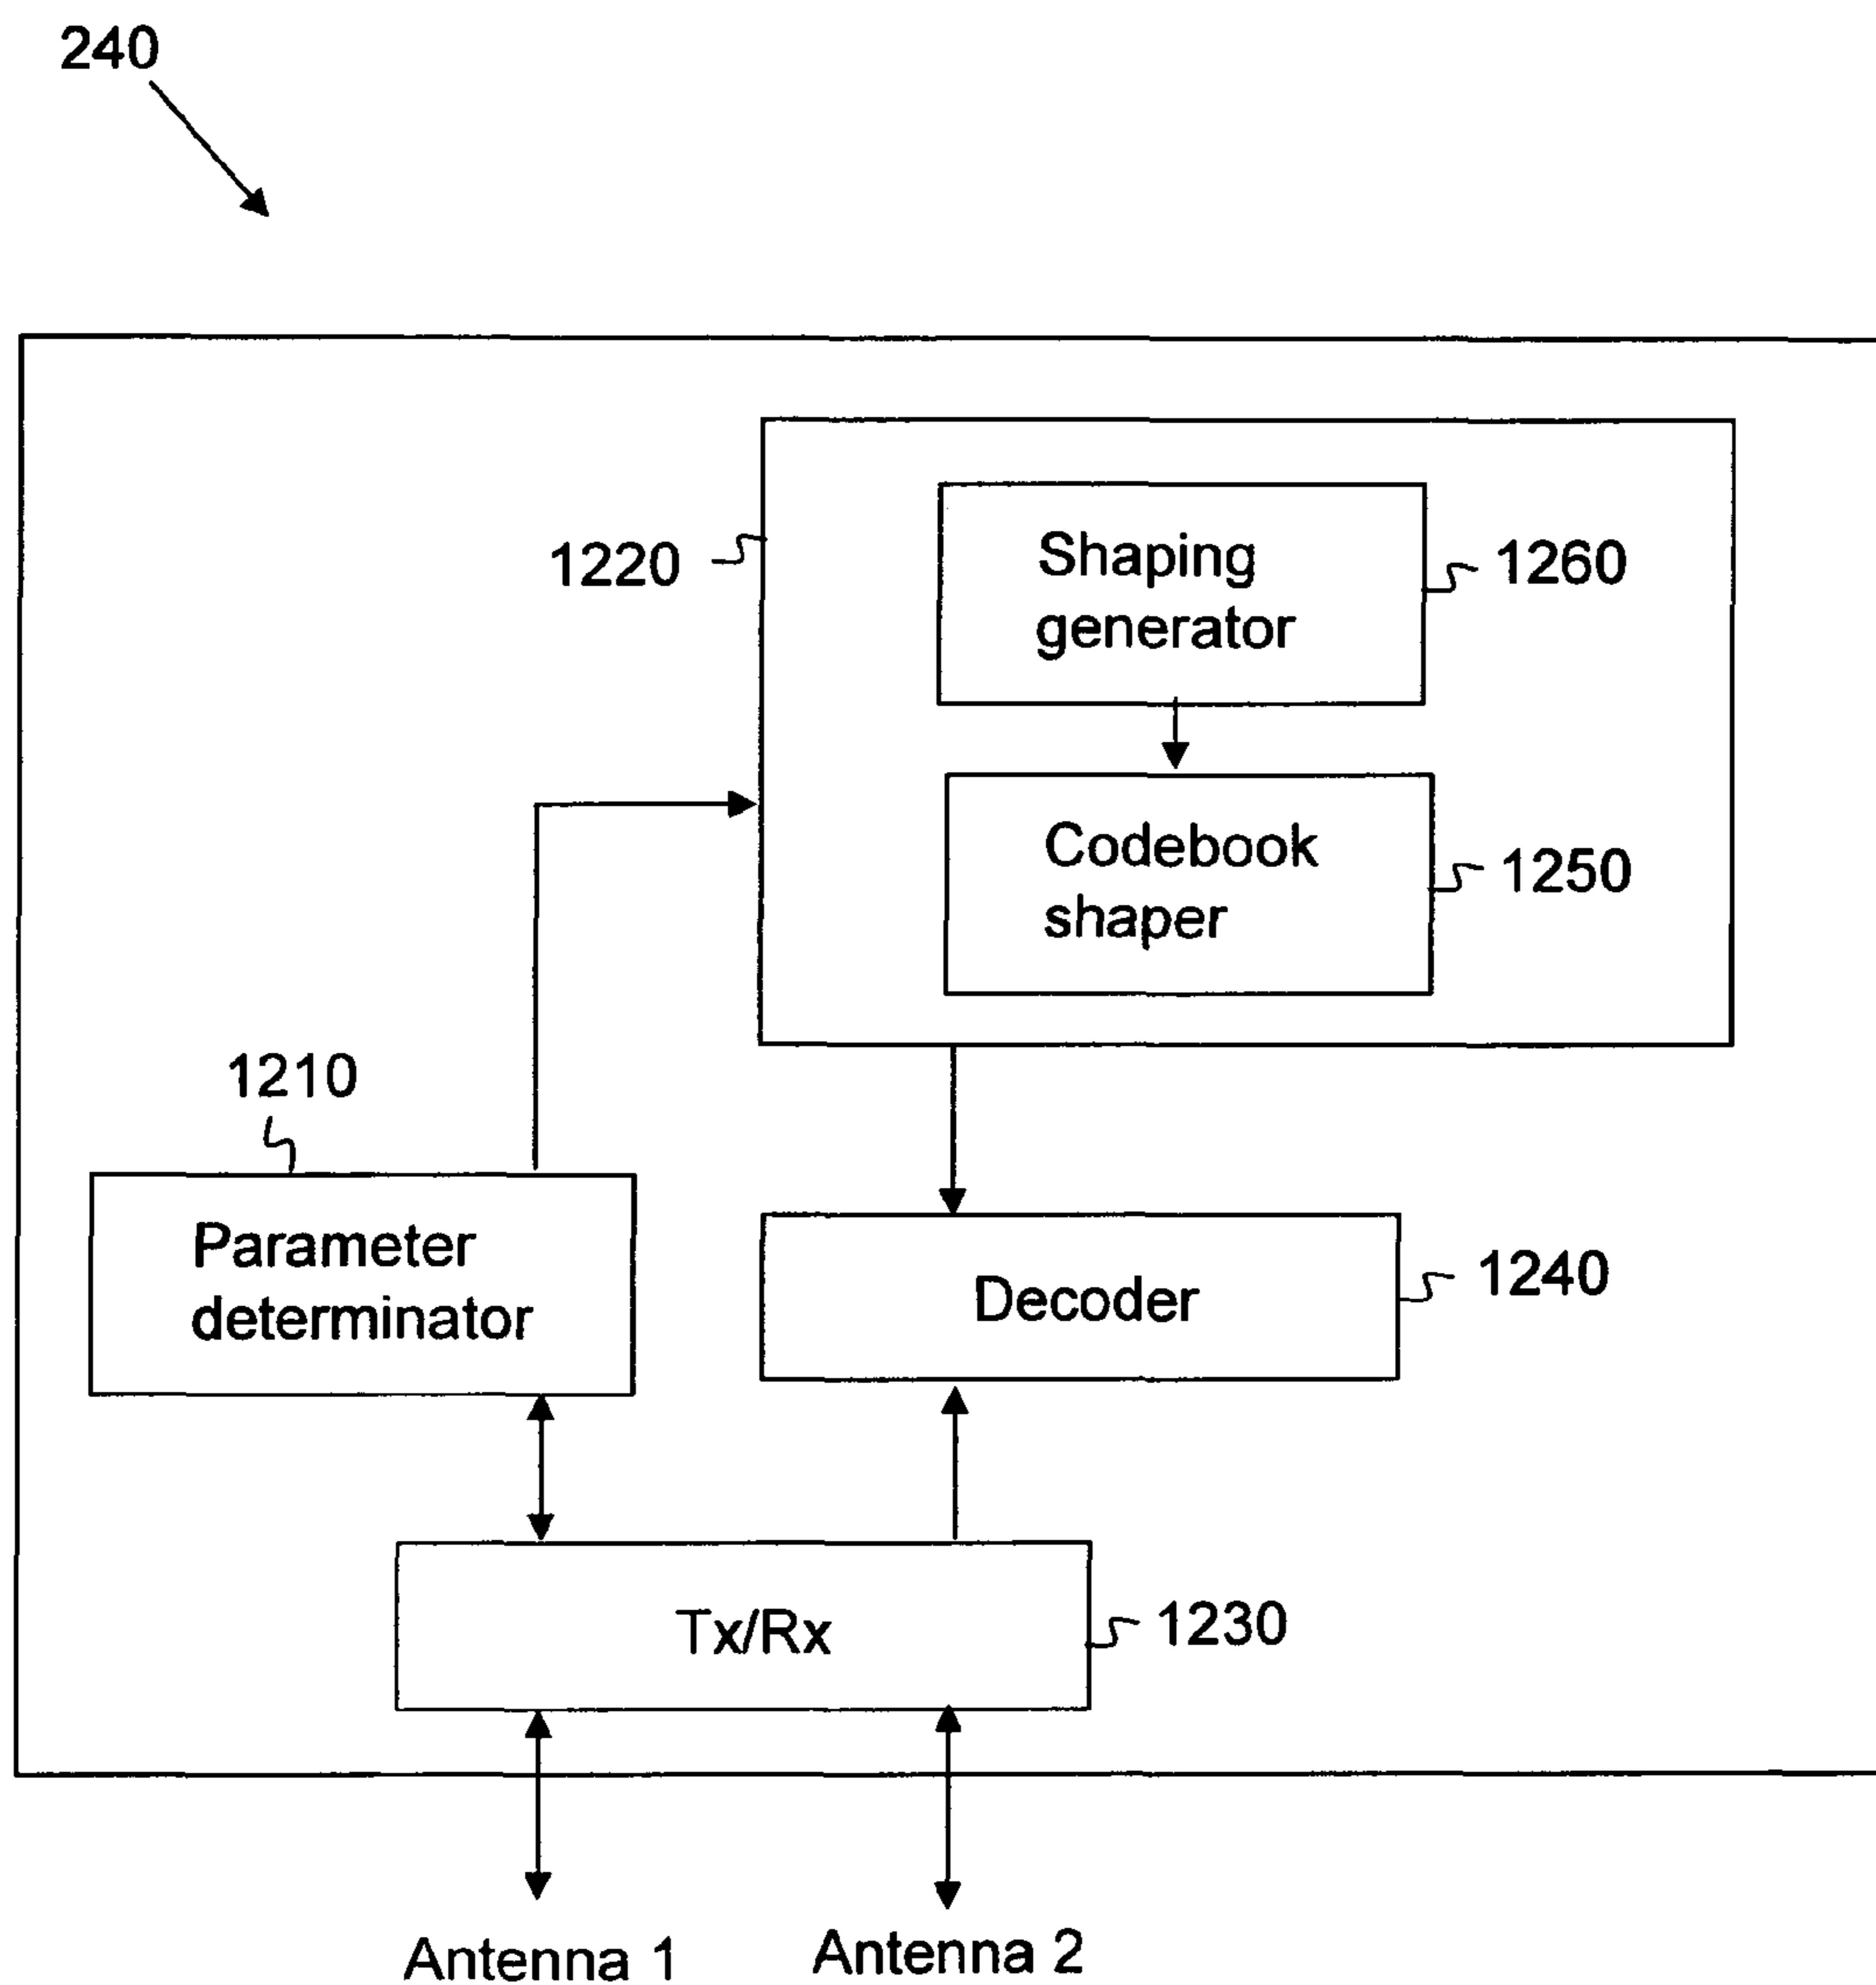 240
1220
Shaping
generator
1260
Codebook
shaper
1250
1210
Parameter
determinator
Decoder
1240
Tx/Rx
1230
Antenna 1
Antenna 2